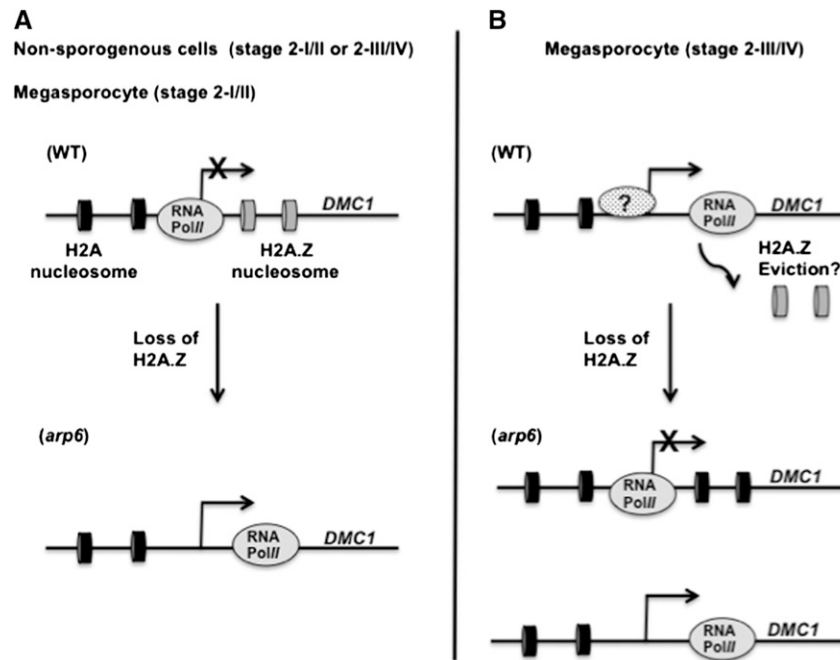 A
Non-sporogenous cells (stage 2-I/II or 2-III/IV)
Megasporocyte (stage 2-I/II)
(WT)
X
RNA
PolII
DMC1
H2A
nucleosome
H2A.Z
nucleosome
Loss of
H2A.Z
(arp6)
RNA
PolII
DMC1
B
Megasporocyte (stage 2-III/IV)
(WT)
?
RNA
PolII
DMC1
H2A.Z
Eviction?
Loss of
H2A.Z
(arp6)
X
RNA
PolII
DMC1
RNA
PolII
DMC1